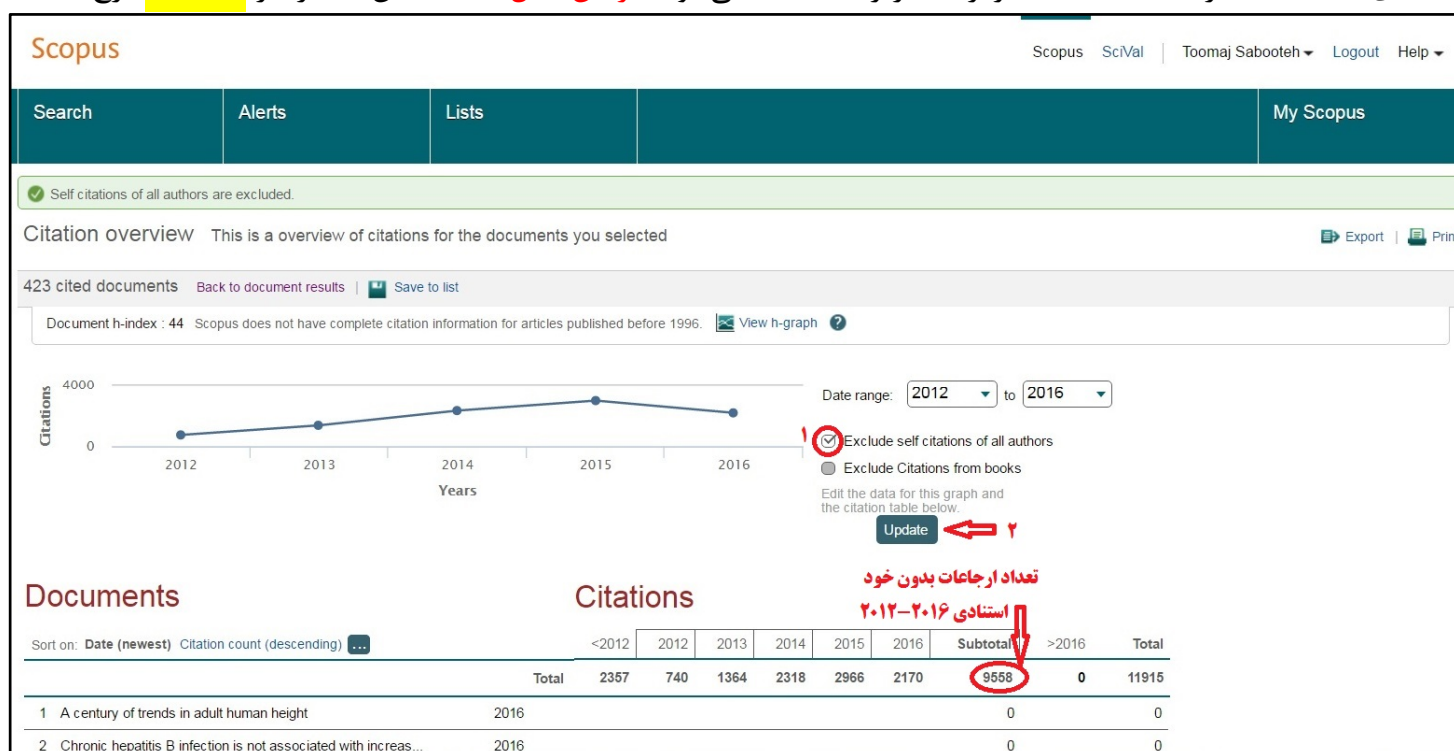 Scopus
Scopus SciVal Toomaj Sabooteh Logout Help
Search Alerts Lists My Scopus
Self citations of all authors are excluded.
Citation overview This is a overview of citations for the documents you selected
Export | Prin
423 cited documents Back to document results | Save to list
Document h-index : 44 Scopus does not have complete citation information for articles published before 1996. View h-graph ?
Citations
4000
0
2012 2013 2014 2015 2016
Years
Date range: 2012 to 2016
۱ Exclude self citations of all authors
Exclude Citations from books
Edit the data for this graph and
the citation table below.
Update ۲
تعداد ارجاعات بدون خود
استنادی ۲۰۱۶-۲۰۱۲
Documents Citations
Sort on: Date (newest) Citation count (descending) ...
<2012 2012 2013 2014 2015 2016 Subtotal >2016 Total
Total 2357 740 1364 2318 2966 2170 9558 0 11915
1 A century of trends in adult human height 2016 0 0
2 Chronic hepatitis B infection is not associated with increas... 2016 0 0